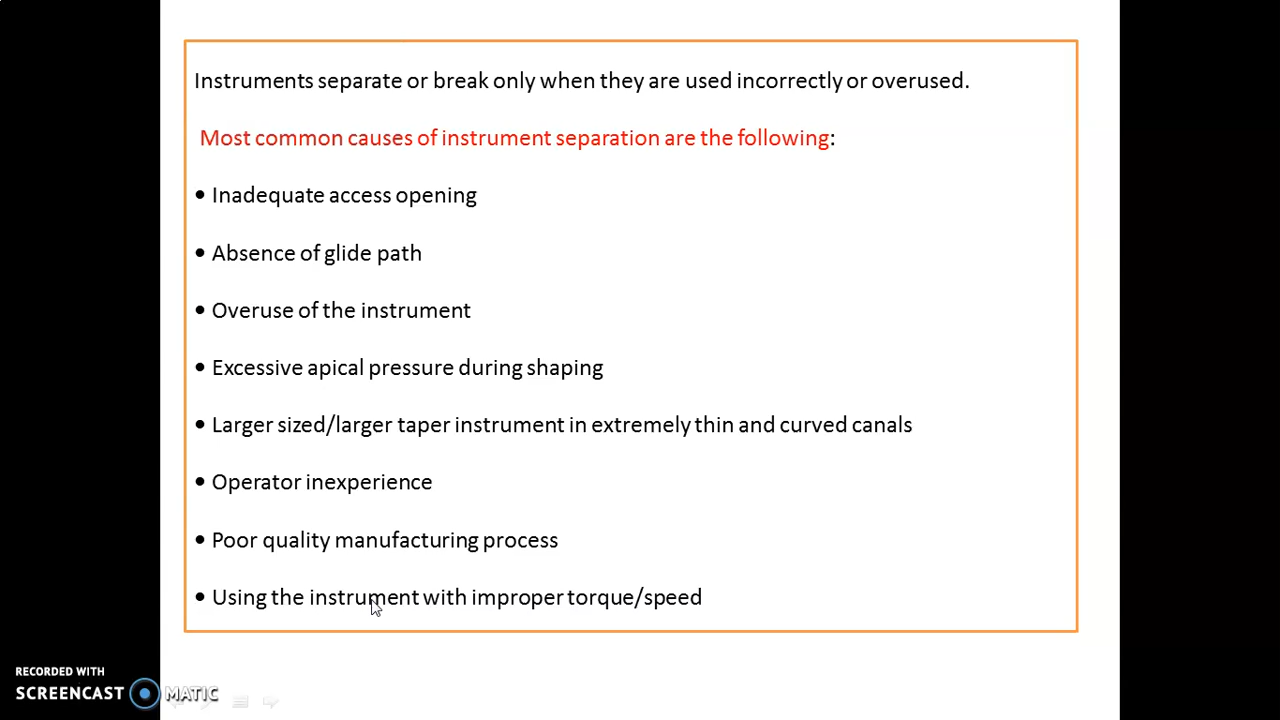 Instruments separate or break only when they are used incorrectly or overused.
Most common causes of instrument separation are the following:
• Inadequate access opening
• Absence of glide path
• Overuse of the instrument
• Excessive apical pressure during shaping
• Larger sized/larger taper instrument in extremely thin and curved canals
• Operator inexperience
• Poor quality manufacturing process
• Using the instrument with improper torque/speed
RECORDED WITH
SCREENCAST MATIC